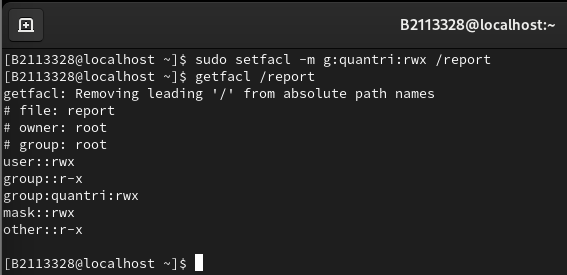 B2113328@localhost:~
[B2113328@localhost ~]$ sudo setfacl -m g:quantri:rwx /report
[B2113328@localhost ~]$ getfacl /report
getfacl: Removing leading '/' from absolute path names
# file: report
# owner: root
# group: root
user::rwx
group::r-x
group:quantri:rwx
mask::rwx
other::r-x
[B2113328@localhost ~]$